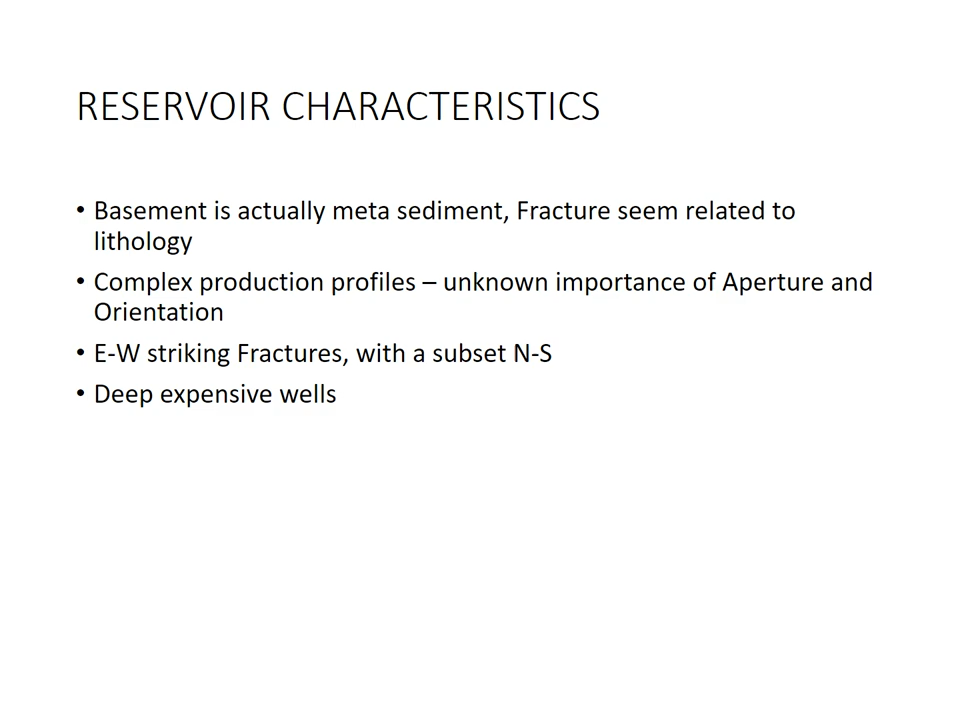 RESERVOIR CHARACTERISTICS
• Basement is actually meta sediment, Fracture seem related to
lithology
• Complex production profiles – unknown importance of Aperture and
Orientation
• E-W striking Fractures, with a subset N-S
• Deep expensive wells